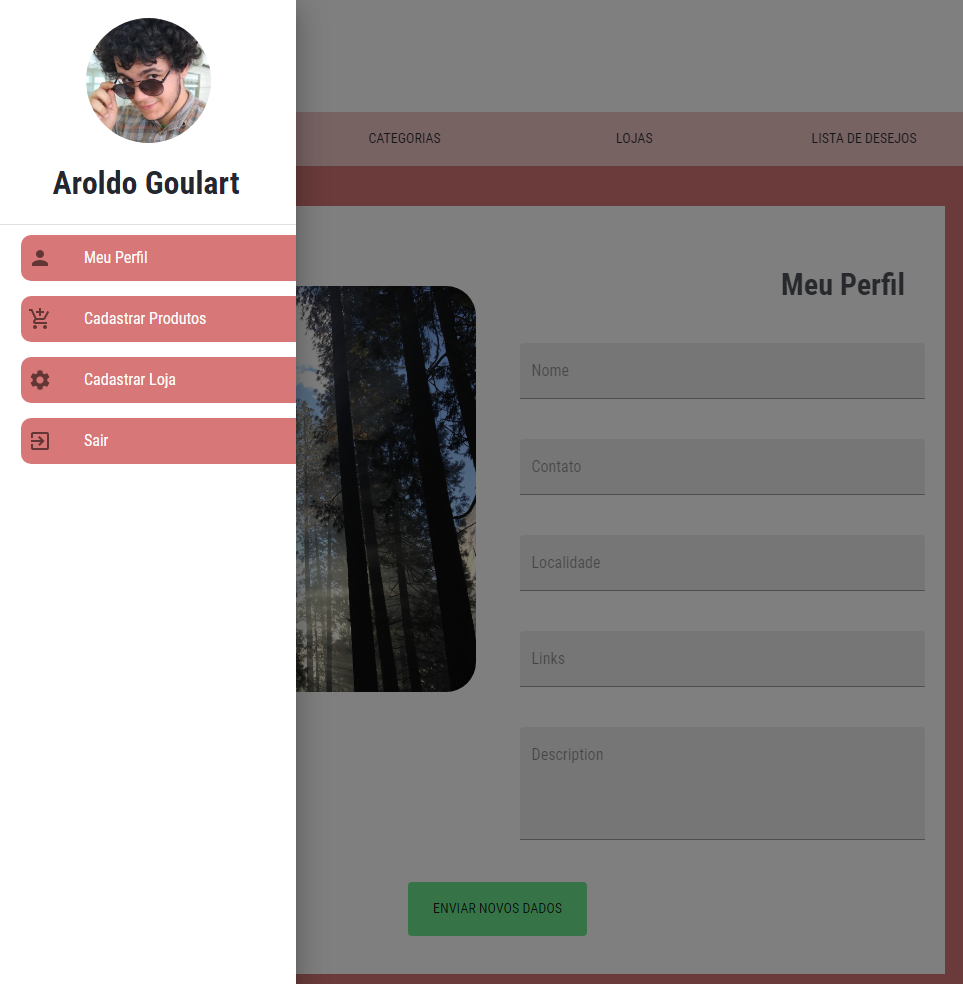 Aroldo Goulart
Meu Perfil
Cadastrar Produtos
Cadastrar Loja
Sair
CATEGORIAS
LOJAS
LISTA DE DESEJOS
Meu Perfil
Nome
Contato
Localidade
Links
Description
ENVIAR NOVOS DADOS